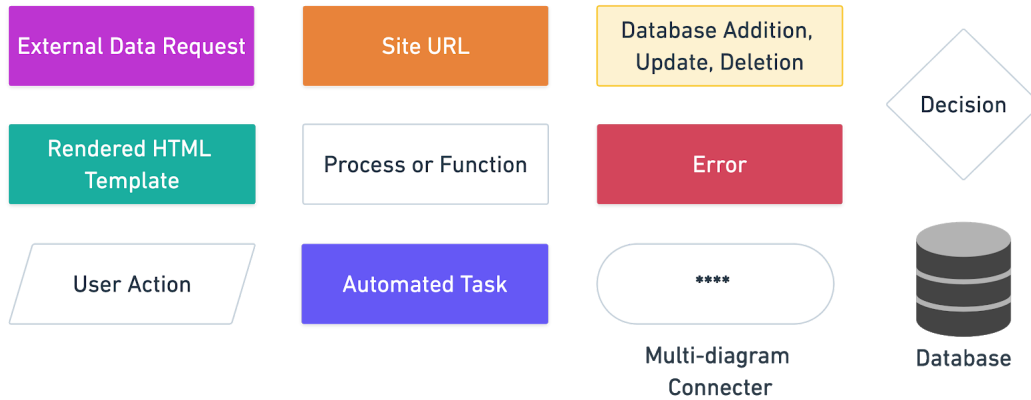 External Data Request
Site URL
Database Addition,
Update, Deletion
Decision
Rendered HTML
Template
Process or Function
Error
User Action
Automated Task
****
Multi-diagram
Connecter
Database